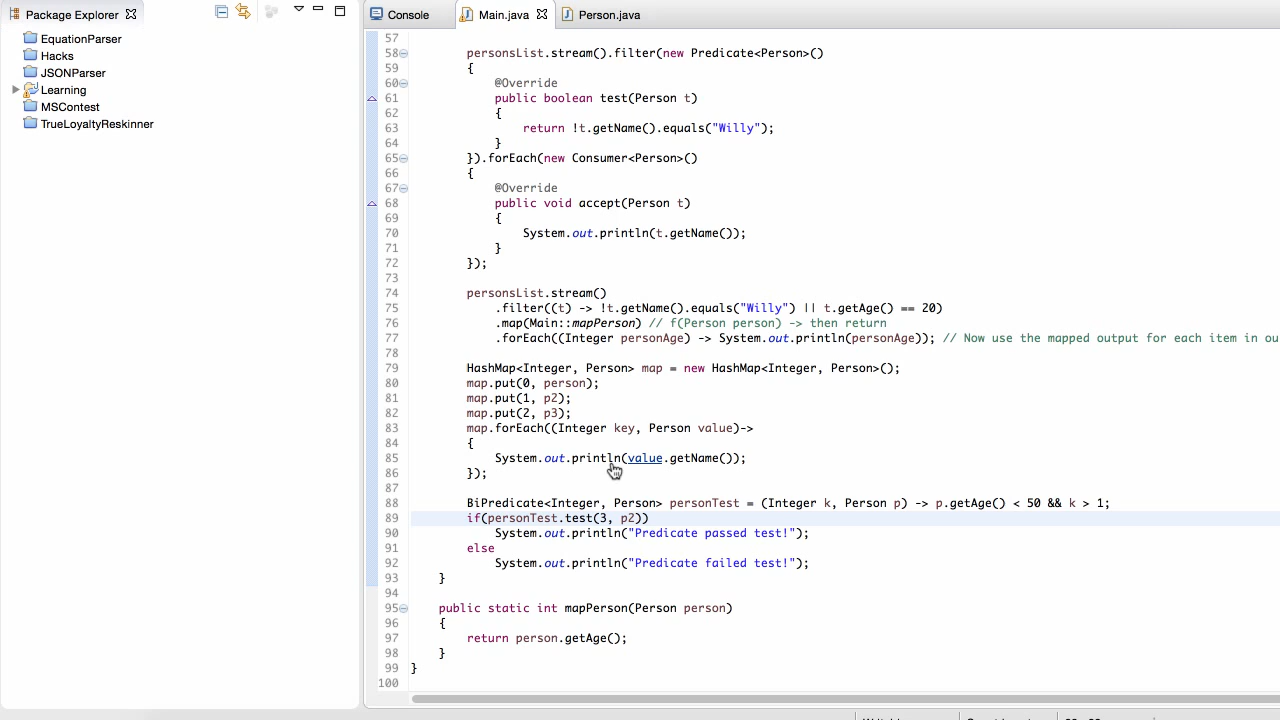 Package Explorer
EquationParser
Hacks
JSONParser
Learning
MSContest
TrueLoyaltyReskinner
Console
Main.java
Person.java
57
58 personsList.stream().filter(new Predicate<Person>()
59 {
60 @Override
61 public boolean test(Person t)
62 {
63 return !t.getName().equals("Willy");
64 }
65 }).forEach(new Consumer<Person>()
66 {
67 @Override
68 public void accept(Person t)
69 {
70 System.out.println(t.getName());
71 }
72 });
73
74 personsList.stream()
75 .filter((t) -> !t.getName().equals("Willy") || t.getAge() == 20)
76 .map(Main::mapPerson) // f(Person person) -> then return
77 .forEach((Integer personAge) -> System.out.println(personAge)); // Now use the mapped output for each item in ou
78
79 HashMap<Integer, Person> map = new HashMap<Integer, Person>();
80 map.put(0, person);
81 map.put(1, p2);
82 map.put(2, p3);
83 map.forEach((Integer key, Person value)->
84 {
85 System.out.println(value.getName());
86 });
87
88 BiPredicate<Integer, Person> personTest = (Integer k, Person p) -> p.getAge() < 50 && k > 1;
89 if(personTest.test(3, p2))
90 System.out.println("Predicate passed test!");
91 else
92 System.out.println("Predicate failed test!");
93 }
94
95 public static int mapPerson(Person person)
96 {
97 return person.getAge();
98 }
99 }
100